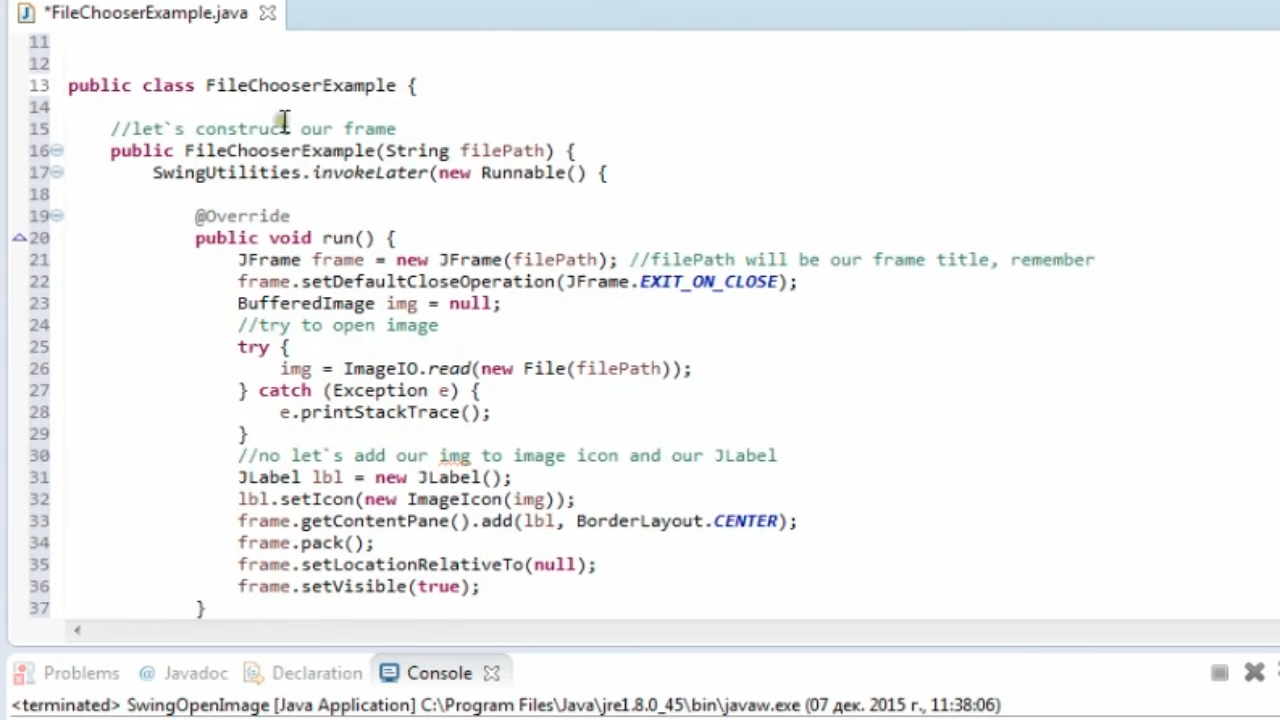 *FileChooserExample.java
11
12
13 public class FileChooserExample {
14
15 //let`s construct our frame
16 public FileChooserExample(String filePath) {
17 SwingUtilities.invokeLater(new Runnable() {
18
19 @Override
20 public void run() {
21 JFrame frame = new JFrame(filePath); //filePath will be our frame title, remember
22 frame.setDefaultCloseOperation(JFrame.EXIT_ON_CLOSE);
23 BufferedImage img = null;
24 //try to open image
25 try {
26 img = ImageIO.read(new File(filePath));
27 } catch (Exception e) {
28 e.printStackTrace();
29 }
30 //no let`s add our img to image icon and our JLabel
31 JLabel lbl = new JLabel();
32 lbl.setIcon(new ImageIcon(img));
33 frame.getContentPane().add(lbl, BorderLayout.CENTER);
34 frame.pack();
35 frame.setLocationRelativeTo(null);
36 frame.setVisible(true);
37 }
Problems @ Javadoc Declaration Console
<terminated> SwingOpenImage [Java Application] C:\Program Files\Java\jre1.8.0_45\bin\javaw.exe (07 дек. 2015 г., 11:38:06)